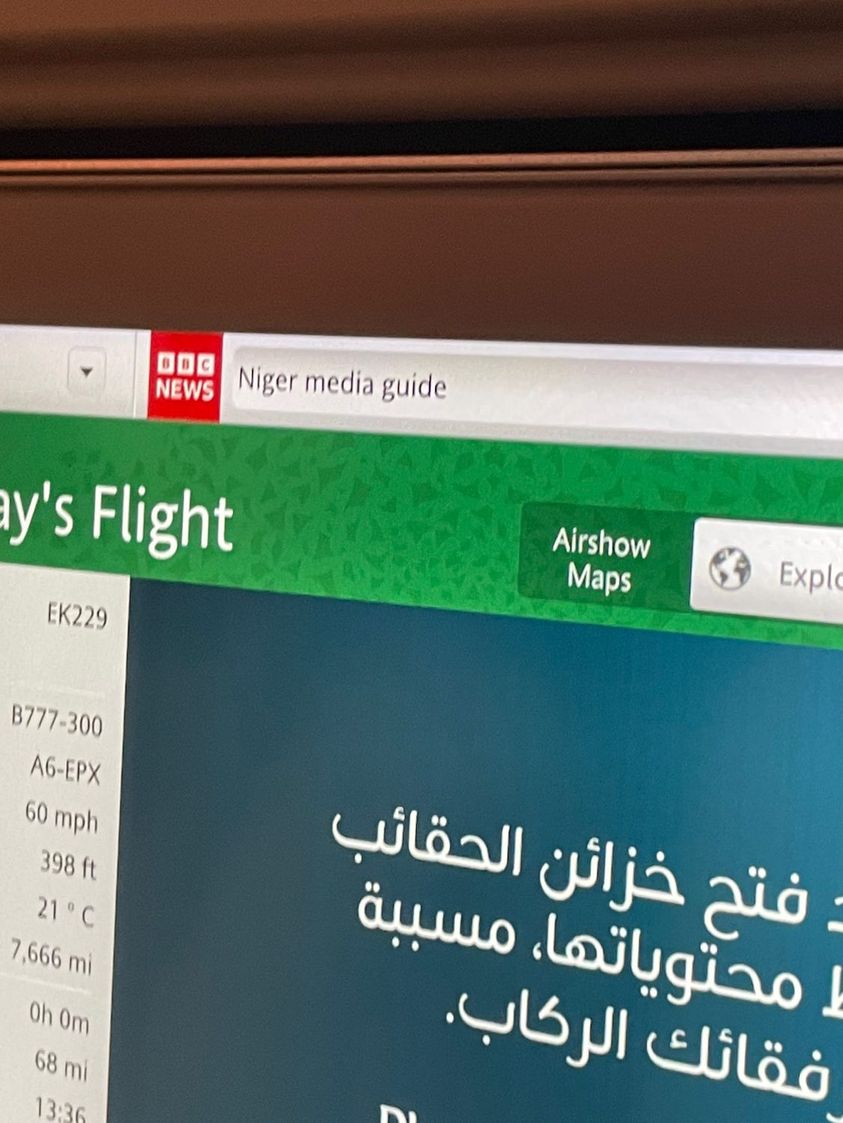 BBC
NEWS
Niger media guide
ay's Flight
Airshow
Maps
Explo
EK229
B777-300
A6-EPX
60 mph
398 ft
21 ° C
7,666 mi
0h 0m
68 mi
13:36
فتح خزائن الحقائب
محتوياتها، مسببة
رفقائك الركاب.